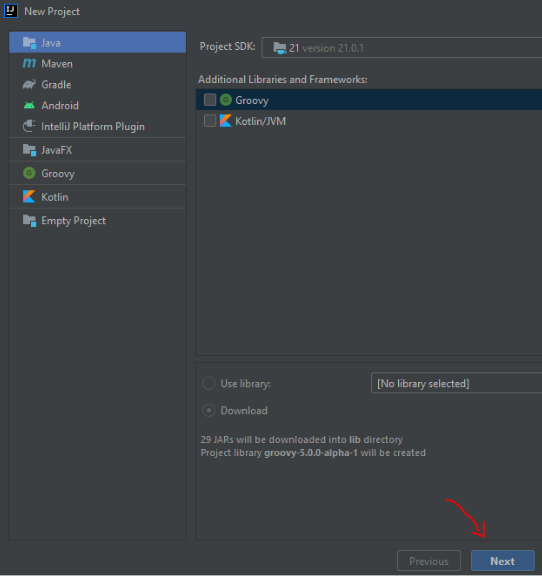 New Project
Java
Maven
Gradle
Android
IntelliJ Platform Plugin
JavaFX
Groovy
Kotlin
Empty Project
Project SDK: 21 version 21.0.1
Additional Libraries and Frameworks:
Groovy
Kotlin/JVM
Use library: [No library selected]
Download
29 JARs will be downloaded into lib directory
Project library groovy-5.0.0-alpha-1 will be created
Previous Next